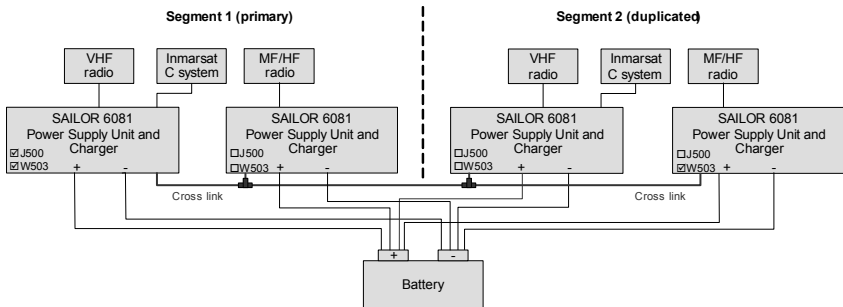 Segment 1 (primary)
Segment 2 (duplicated)
VHF
radio
Inmarsat
C system
MF/HF
radio
VHF
radio
Inmarsat
C system
MF/HF
radio
SAILOR 6081
Power Supply Unit and
Charger
☑J500
☑W503
+
-
SAILOR 6081
Power Supply Unit and
Charger
☐J500
☐W503
+
-
SAILOR 6081
Power Supply Unit and
Charger
☐J500
☐W503
+
-
SAILOR 6081
Power Supply Unit and
Charger
☐J500
☑W503
+
-
Cross link
Cross link
+
-
Battery